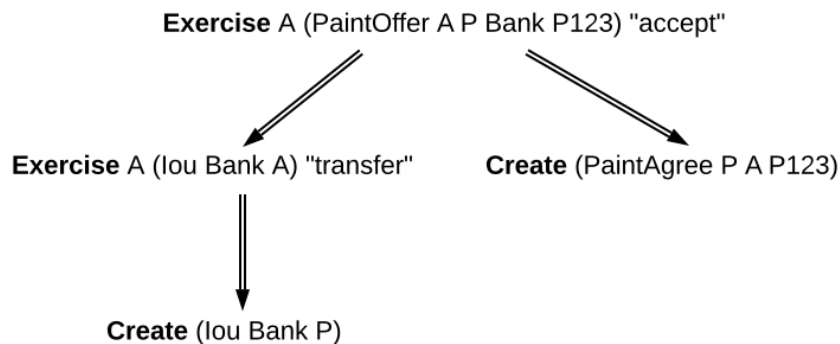 Exercise A (PaintOffer A P Bank P123) "accept"
Exercise A (Iou Bank A) "transfer"
Create (PaintAgree P A P123)
Create (Iou Bank P)